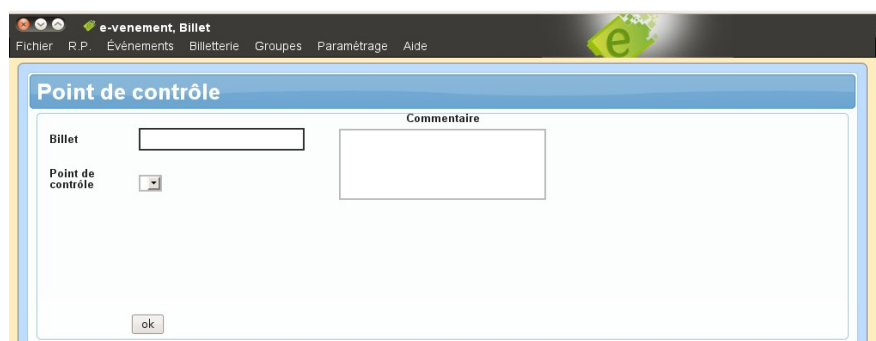 e-venement, Billet
Fichier R.P. Événements Billetterie Groupes Paramétrage Aide
e
Point de contrôle
Commentaire
Billet
Point de
contrôle
ok